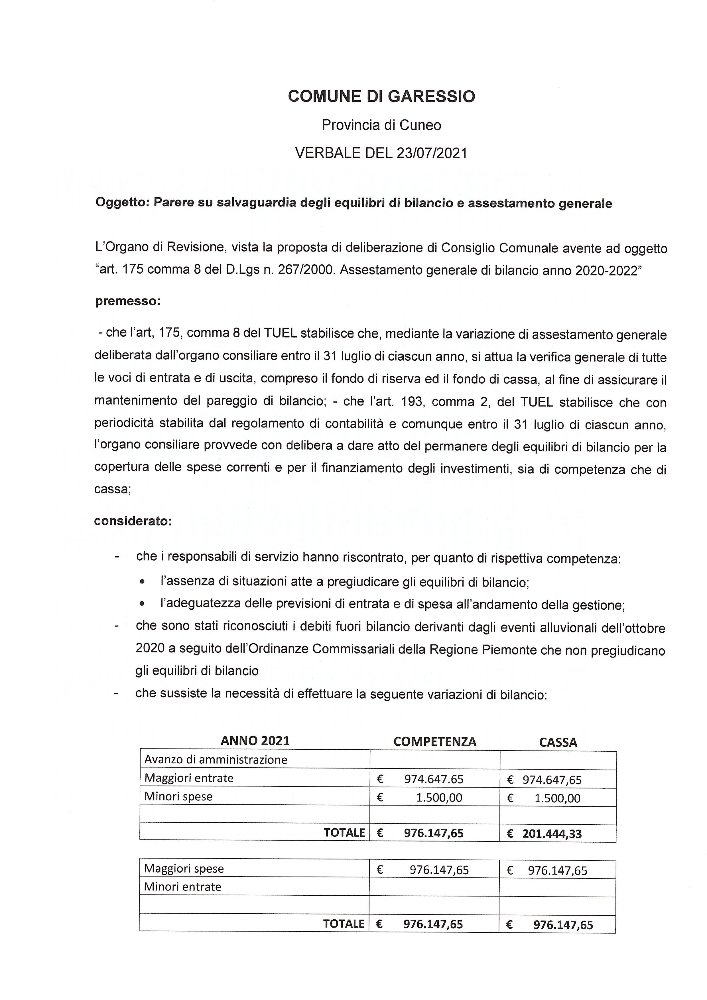 COMUNE DI GARESSIO
Provincia di Cuneo
VERBALE DEL 23/07/2021
Oggetto: Parere su salvaguardia degli equilibri di bilancio e assestamento generale
L’Organo di Revisione, vista la proposta di deliberazione di Consiglio Comunale avente ad oggetto
“art. 175 comma 8 del D.Lgs n. 267/2000. Assestamento generale di bilancio anno 2020-2022”
premesso:
- che l’art, 175, comma 8 del TUEL stabilisce che, mediante la variazione di assestamento generale
deliberata dall’organo consiliare entro il 31 luglio di ciascun anno, si attua la verifica generale di tutte
le voci di entrata e di uscita, compreso il fondo di riserva ed il fondo di cassa, al fine di assicurare il
mantenimento del pareggio di bilancio; - che l’art. 193, comma 2, del TUEL stabilisce che con
periodicità stabilita dal regolamento di contabilità e comunque entro il 31 luglio di ciascun anno,
l’organo consiliare provvede con delibera a dare atto del permanere degli equilibri di bilancio per la
copertura delle spese correnti e per il finanziamento degli investimenti, sia di competenza che di
cassa;
considerato:
- che i responsabili di servizio hanno riscontrato, per quanto di rispettiva competenza:
• l’assenza di situazioni atte a pregiudicare gli equilibri di bilancio;
• l’adeguatezza delle previsioni di entrata e di spesa all’andamento della gestione;
- che sono stati riconosciuti i debiti fuori bilancio derivanti dagli eventi alluvionali dell’ottobre
2020 a seguito dell’Ordinanze Commissariali della Regione Piemonte che non pregiudicano
gli equilibri di bilancio
- che sussiste la necessità di effettuare la seguente variazioni di bilancio:
ANNO 2021 COMPETENZA CASSA
Avanzo di amministrazione
Maggiori entrate € 974.647.65 € 974.647,65
Minori spese € 1.500,00 € 1.500,00
TOTALE € 976.147,65 € 201.444,33
Maggiori spese € 976.147,65 € 976.147,65
Minori entrate
TOTALE € 976.147,65 € 976.147,65